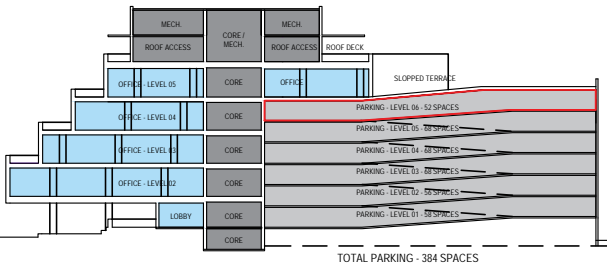 MECH.
CORE /
MECH.
MECH.
ROOF ACCESS
ROOF ACCESS
ROOF DECK
OFFICE - LEVEL 05
CORE
OFFICE
SLOPPED TERRACE
OFFICE - LEVEL 04
CORE
PARKING - LEVEL 06 - 52 SPACES
PARKING - LEVEL 05 - 68 SPACES
OFFICE - LEVEL 03
CORE
PARKING - LEVEL 04 - 68 SPACES
PARKING - LEVEL 03 - 68 SPACES
OFFICE - LEVEL 02
CORE
PARKING - LEVEL 02 - 56 SPACES
LOBBY
CORE
PARKING - LEVEL 01 - 58 SPACES
CORE
TOTAL PARKING - 384 SPACES